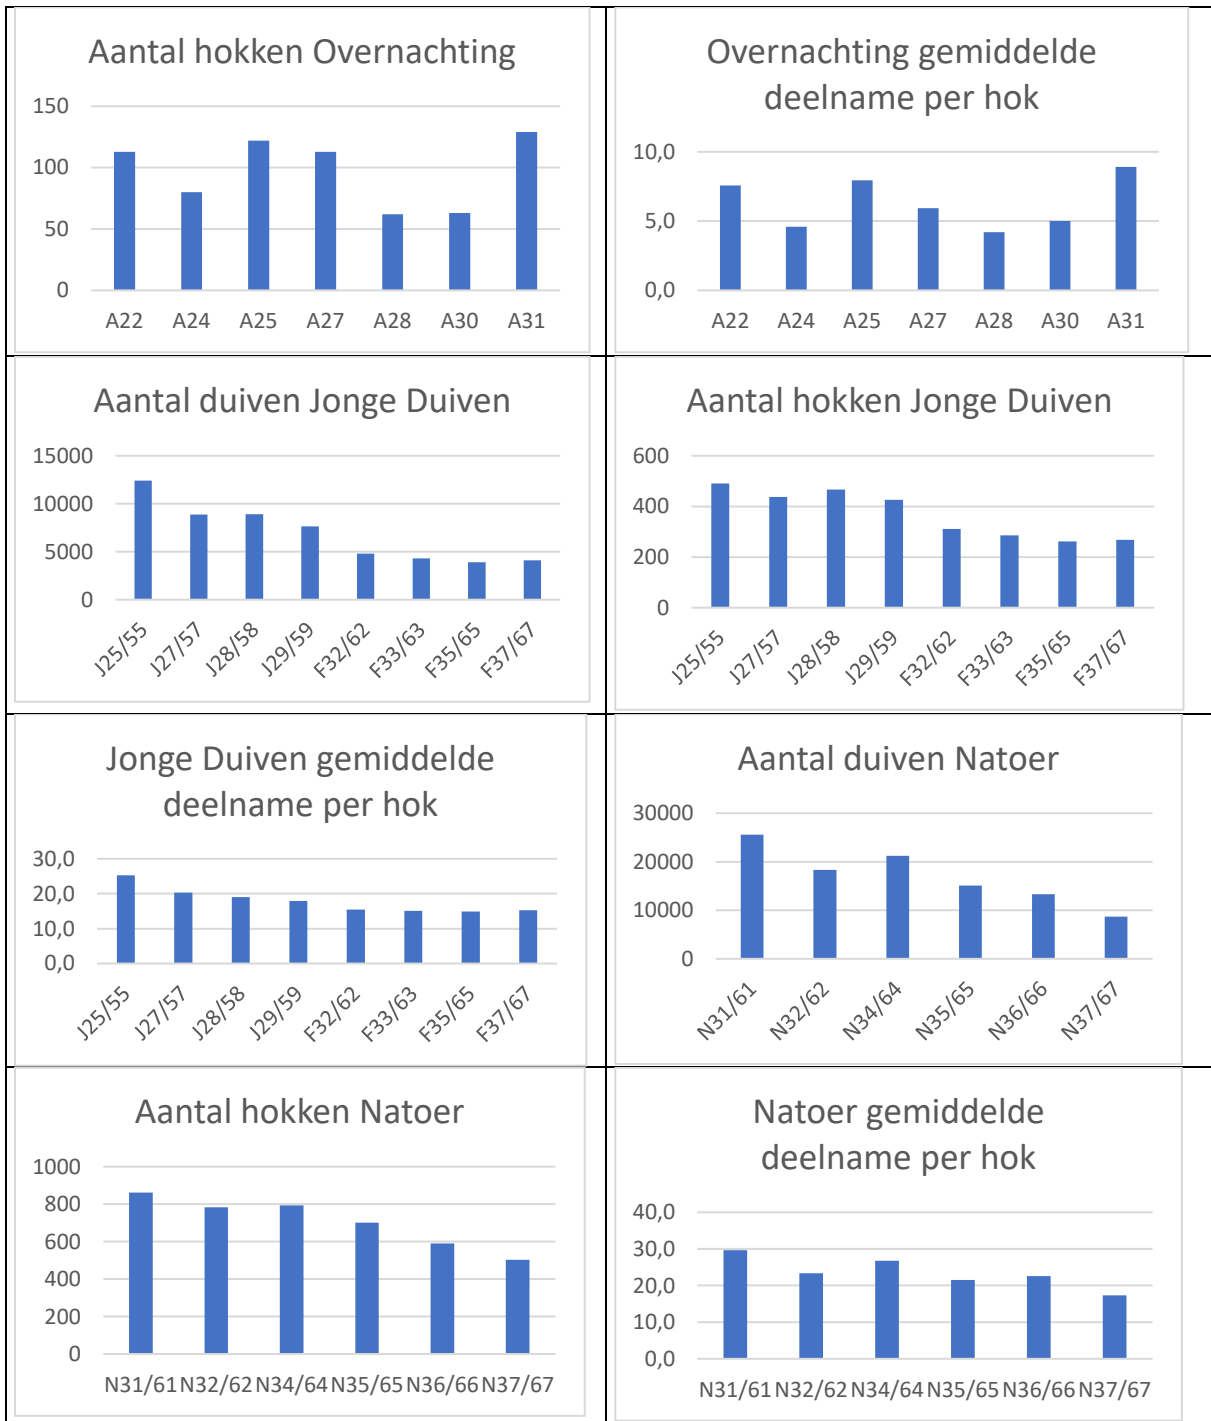 Aantal hokken Overnachting
150
100
50
0
A22 A24 A25 A27 A28 A30 A31
Overnachting gemiddelde
deelname per hok
10,0
5,0
0,0
A22 A24 A25 A27 A28 A30 A31
Aantal duiven Jonge Duiven
15000
10000
5000
0
J25/55 J27/57 J28/58 J29/59 F32/62 F33/63 F35/65 F37/67
Aantal hokken Jonge Duiven
600
400
200
0
J25/55 J27/57 J28/58 J29/59 F32/62 F33/63 F35/65 F37/67
Jonge Duiven gemiddelde
deelname per hok
30,0
20,0
10,0
0,0
J25/55 J27/57 J28/58 J29/59 F32/62 F33/63 F35/65 F37/67
Aantal duiven Natoer
30000
20000
10000
0
N31/61 N32/62 N34/64 N35/65 N36/66 N37/67
Aantal hokken Natoer
1000
800
600
400
200
0
N31/61 N32/62 N34/64 N35/65 N36/66 N37/67
Natoer gemiddelde
deelname per hok
40,0
30,0
20,0
10,0
0,0
N31/61 N32/62 N34/64 N35/65 N36/66 N37/67